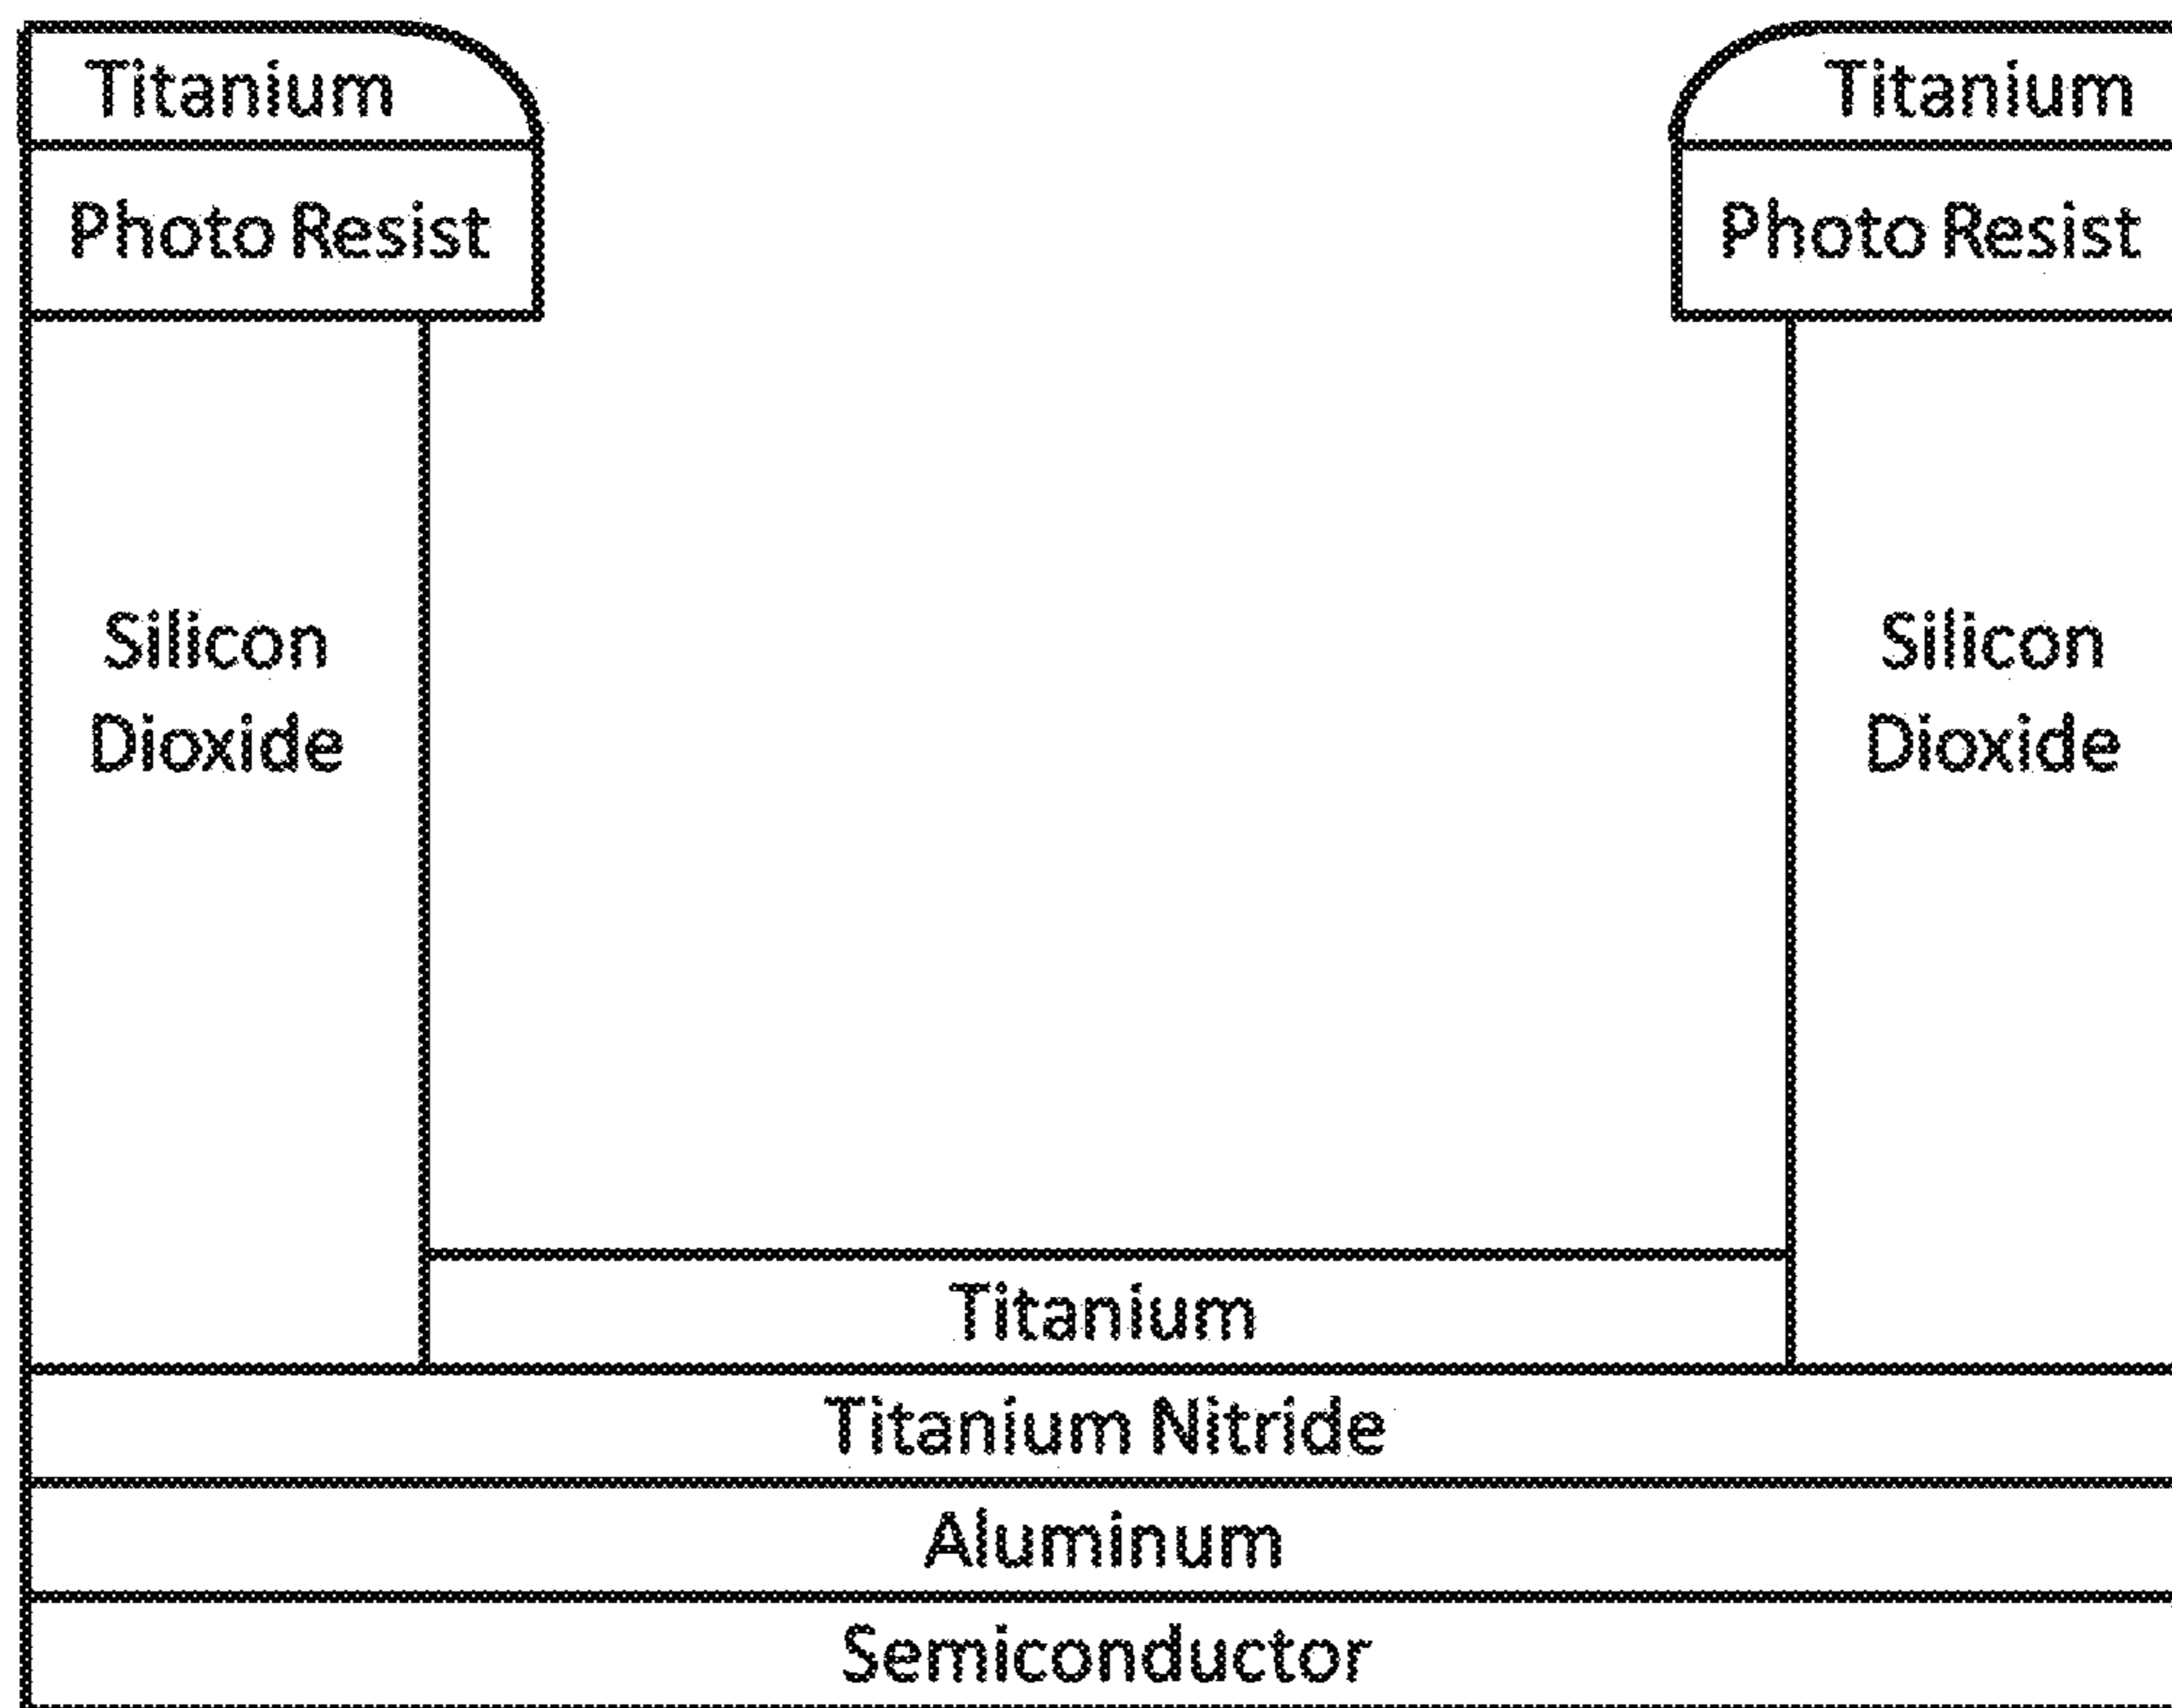 Titanium
Titanium
Photo Resist
Photo Resist
Silicon
Dioxide
Silicon
Dioxide
Titanium
Titanium Nitride
Aluminum
Semiconductor